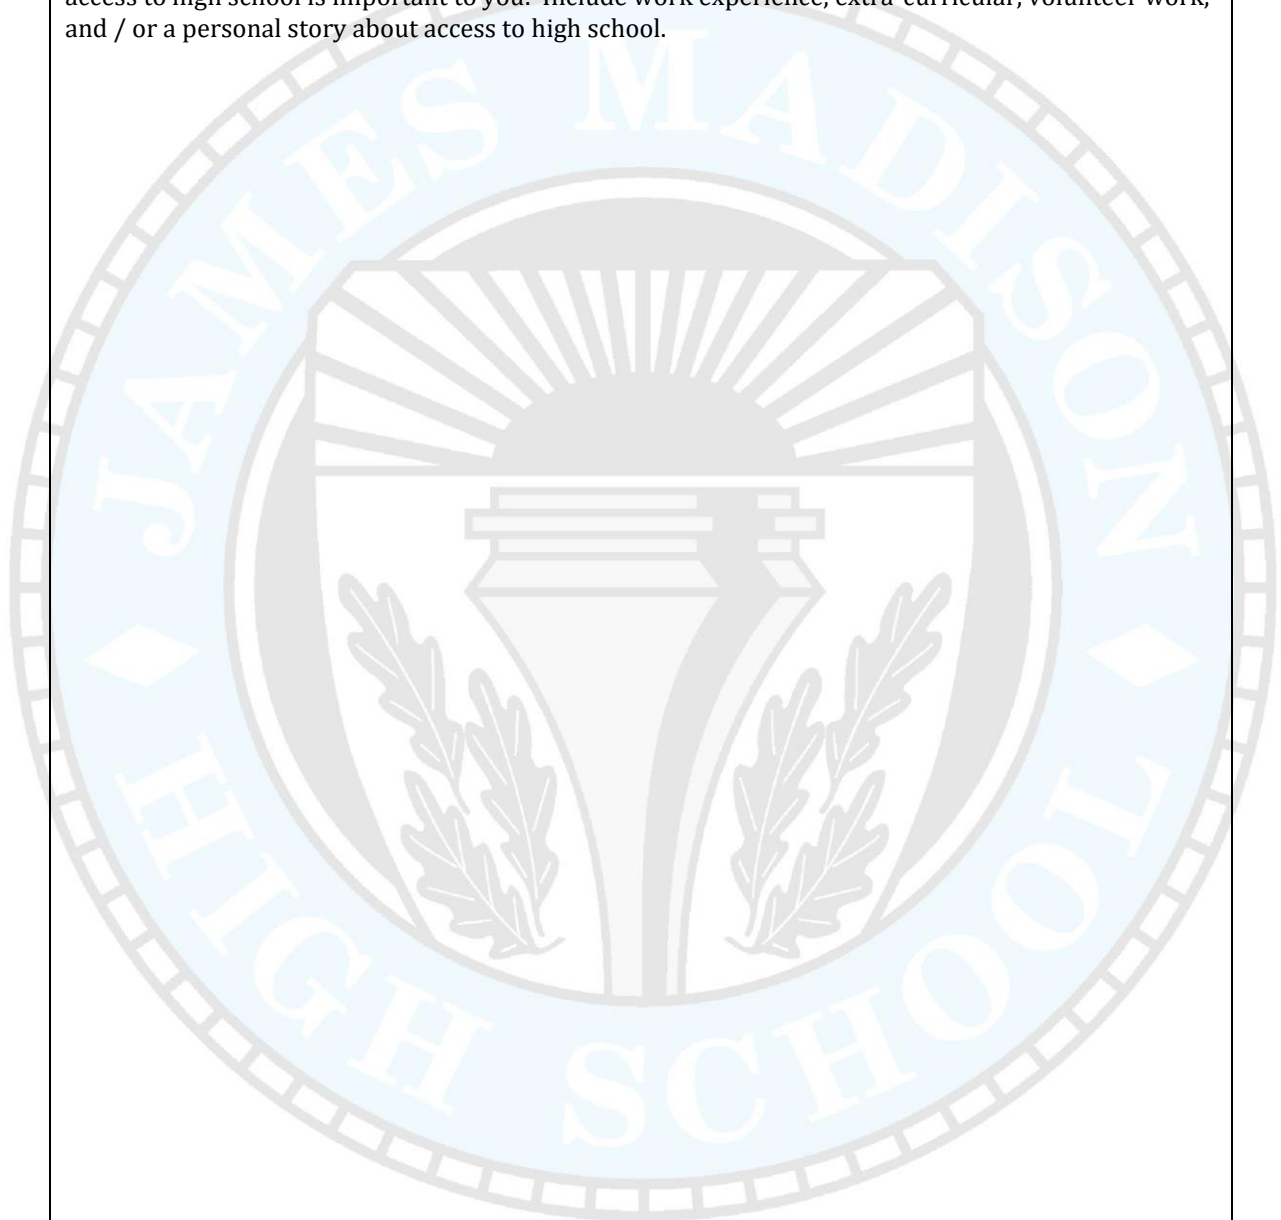 access to high school is important to you. Include work experience, extra-curricular, volunteer work,
and / or a personal story about access to high school.
JAMES MADISON
HIGH SCHOOL